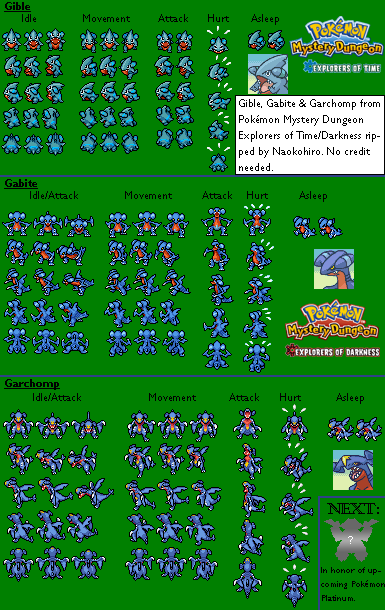 Gible
Idle Movement Attack Hurt Asleep
POKéMON
Mystery Dungeon
EXPLORERS OF TIME
Gible, Gabite & Garchomp from
Pokémon Mystery Dungeon
Explorers of Time/Darkness rip-
ped by Naokohiro. No credit
needed.
Gabite
Idle/Attack Movement Attack Hurt Asleep
POKéMON
Mystery Dungeon
EXPLORERS OF DARKNESS
Garchomp
Idle/Attack Movement Attack Hurt Asleep
NEXT:
?
In honor of up-
coming Pokémon
Platinum.